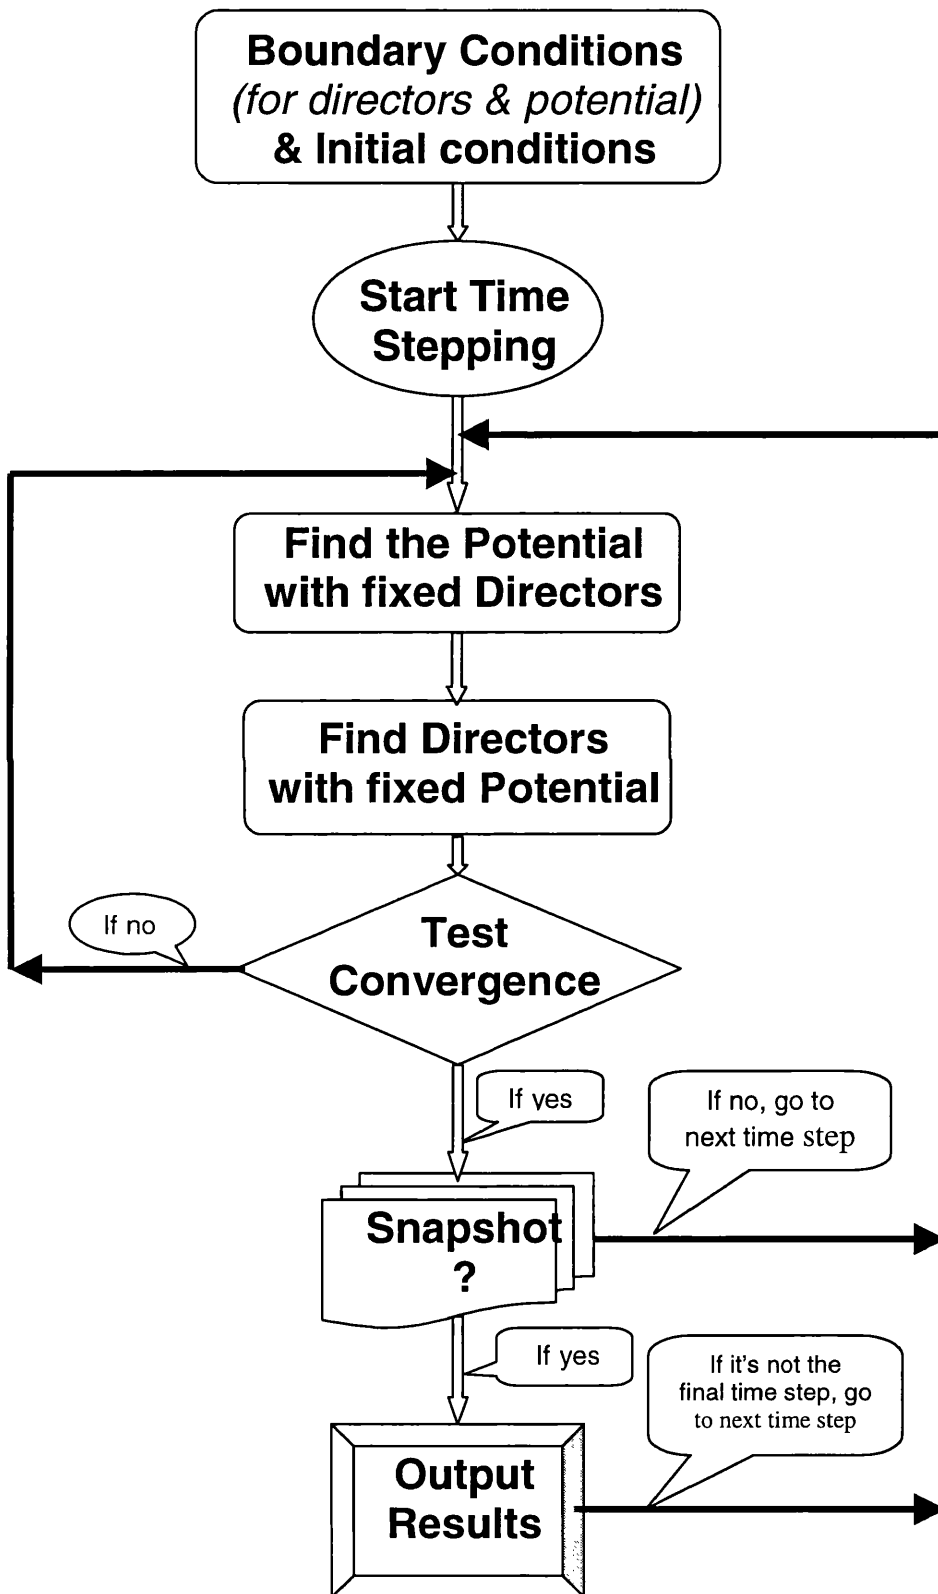 Boundary Conditions
(for directors & potential)
& Initial conditions
Start Time
Stepping
Find the Potential
with fixed Directors
Find Directors
with fixed Potential
If no
Test
Convergence
If yes
If no, go to
next time step
Snapshot
?
If yes
If it's not the
final time step, go
to next time step
Output
Results